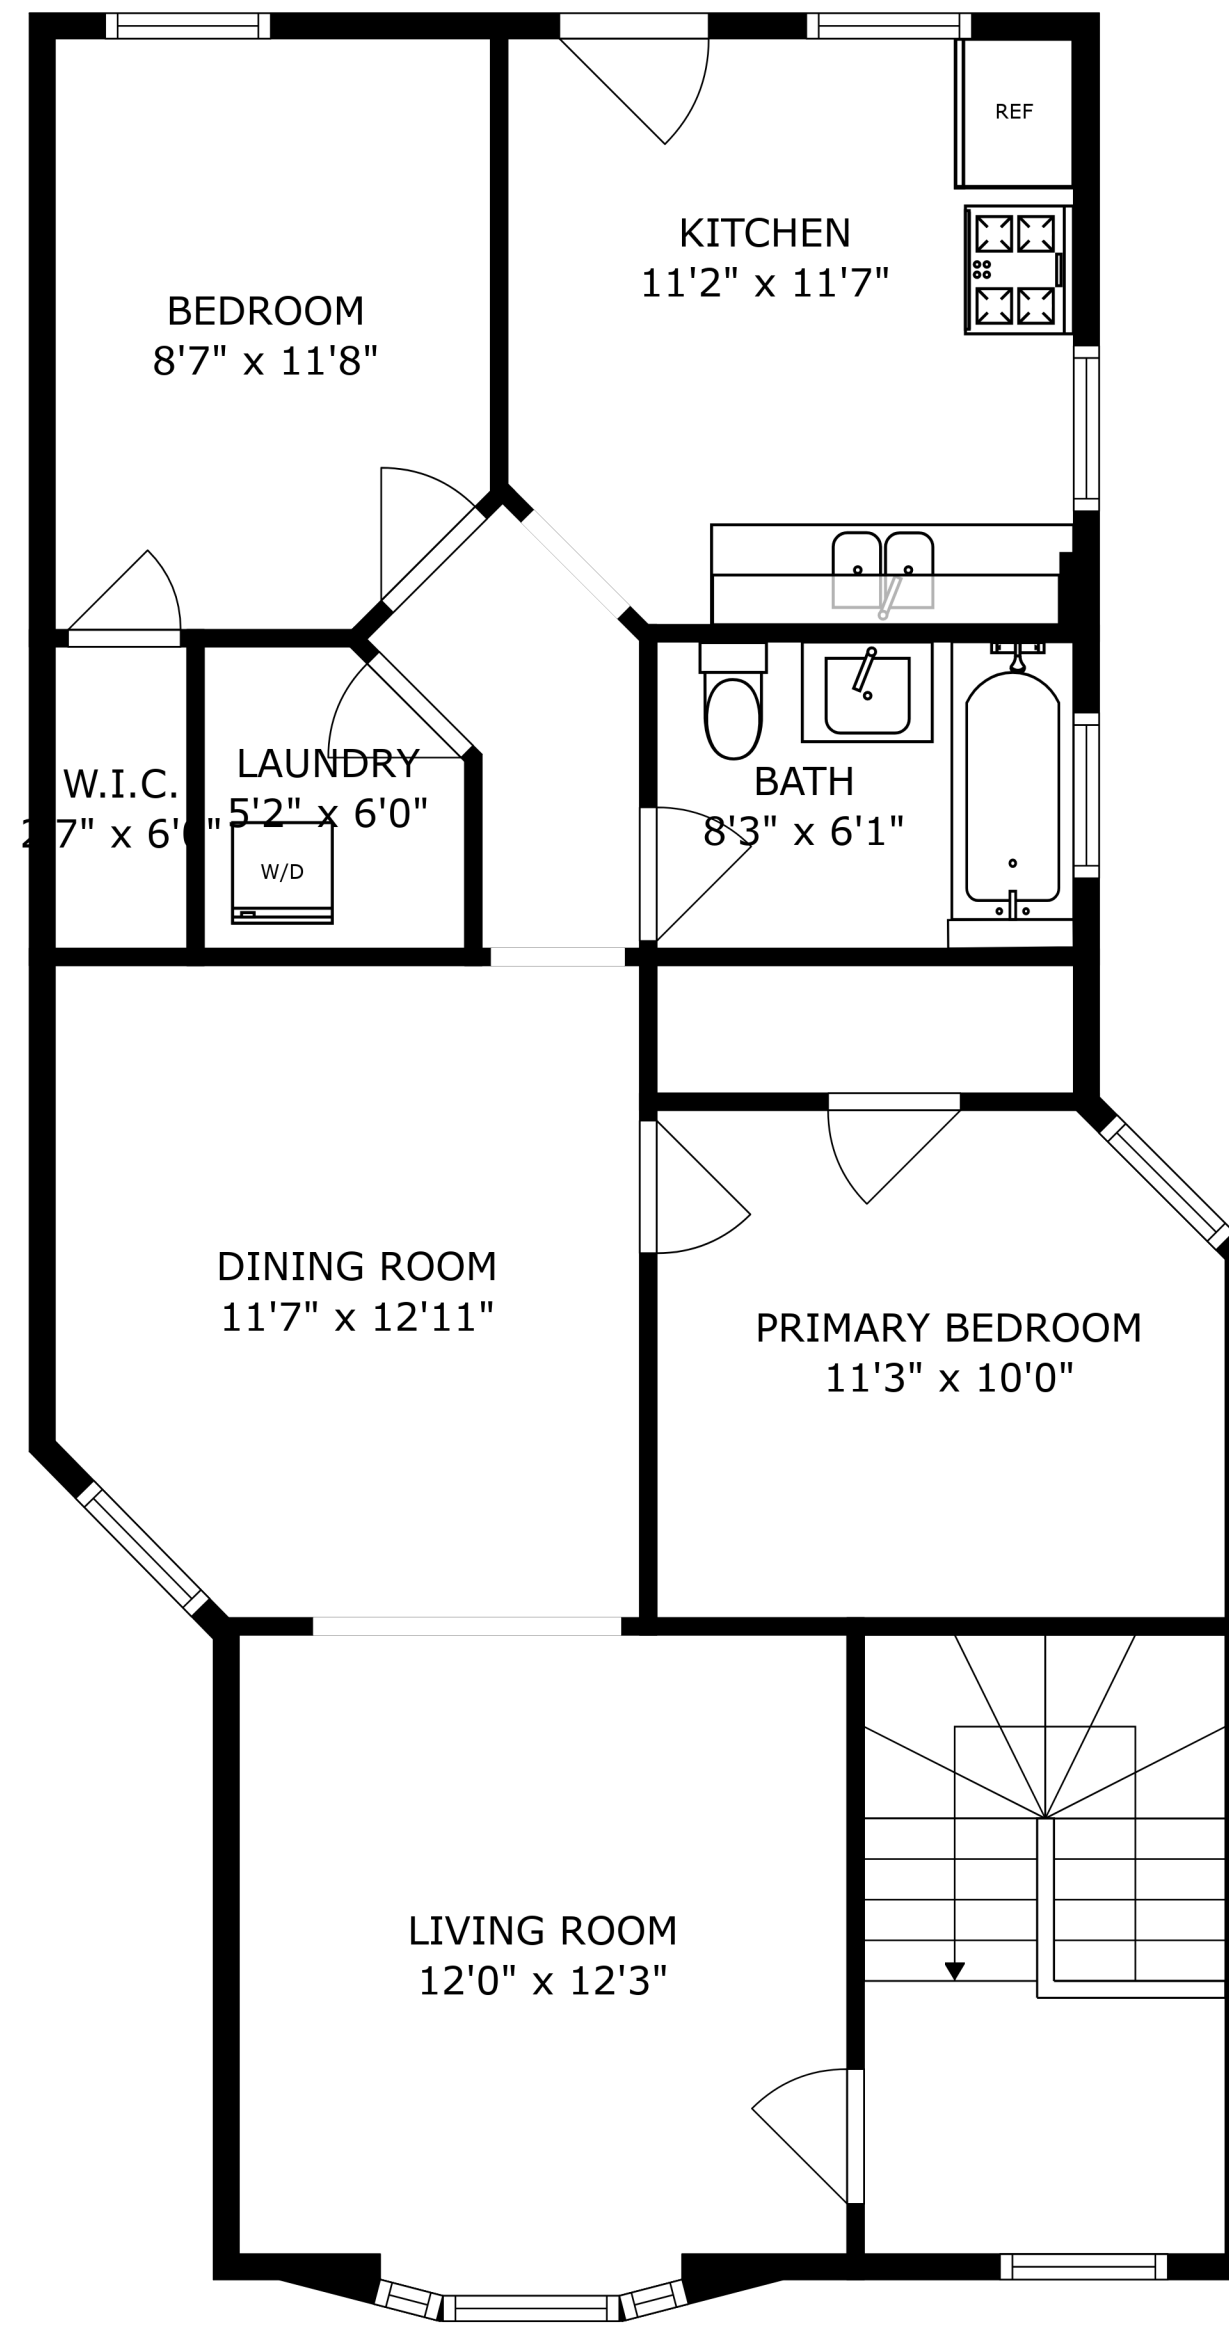 REF
KITCHEN
11'2" x 11'7"
BEDROOM
8'7" x 11'8"
LAUNDRY
5'2" x 6'0"
W.I.C.
7" x 6'
W/D
BATH
8'3" x 6'1"
DINING ROOM
11'7" x 12'11"
PRIMARY BEDROOM
11'3" x 10'0"
LIVING ROOM
12'0" x 12'3"